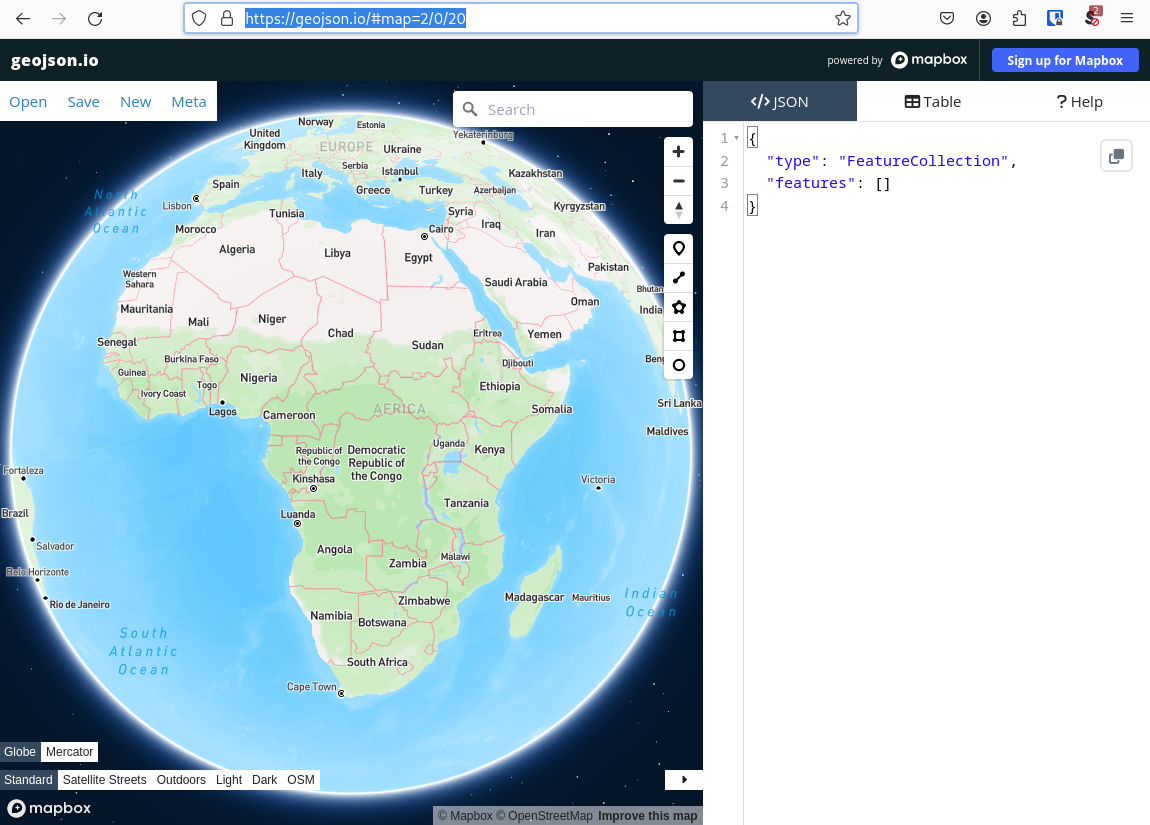 https://geojson.io/#map=2/0/20
2
geojson.io
powered by mapbox
Sign up for Mapbox
Open Save New Meta
Search
JSON
Table
? Help
1
{
2
"type": "FeatureCollection",
3
"features": []
4
}
Norway
Estonia
Yekaterinburg
United
Kingdom
EUROPE
Ukraine
Serbia
Italy
Istanbul
Kazakhstan
Spain
Greece
Turkey
Azerbaijan
North
Atlantic
Ocean
Lisbon
Tunisia
Syria
Kyrgyzstan
Morocco
Cairo
Iraq
Iran
Algeria
Libya
Egypt
Pakistan
Western
Sahara
Saudi Arabia
Bhutan
Oman
India
Mauritania
Mali
Niger
Chad
Eritrea
Yemen
Senegal
Sudan
Burkina Faso
Djibouti
Beng
Guinea
Togo
Nigeria
Ethiopia
Ivory Coast
Lagos
Cameroon
AFRICA
Somalia
Sri Lanka
Maldives
Uganda
Kenya
Republic of
the Congo
Democratic
Republic of
the Congo
Fortaleza
Kinshasa
Victoria
Brazil
Luanda
Tanzania
Salvador
Angola
Malawi
Zambia
Belo Horizonte
Rio de Janeiro
Zimbabwe
Madagascar
Mauritius
Indian
Ocean
Namibia
Botswana
South
Atlantic
Ocean
South Africa
Cape Town
Globe Mercator
Standard Satellite Streets Outdoors Light Dark OSM
mapbox
© Mapbox © OpenStreetMap Improve this map